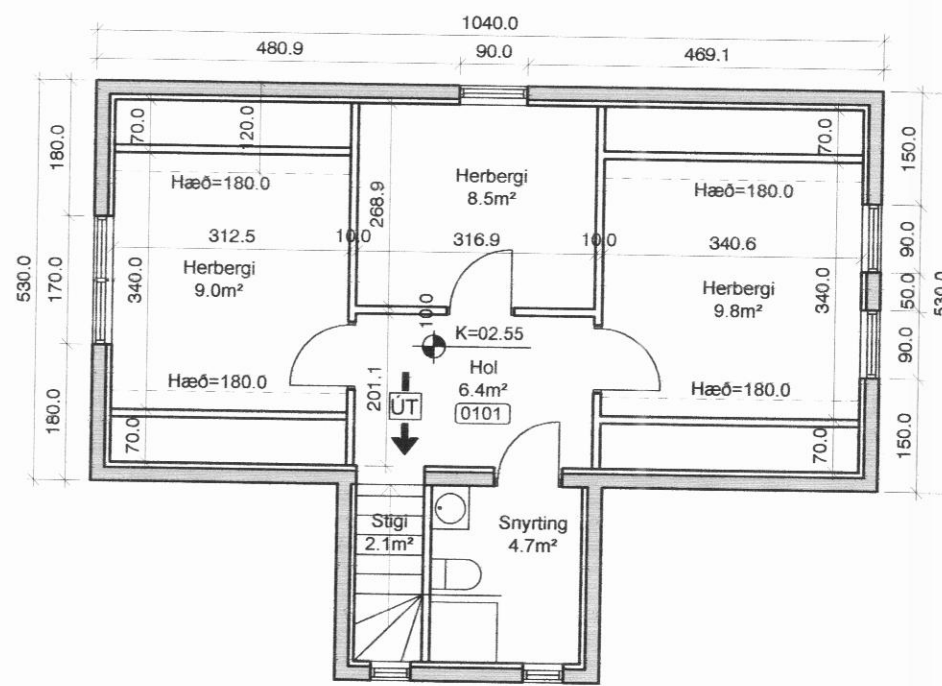 1040.0
480.9
90.0
469.1
530.0
180.0
170.0
180.0
70.0
120.0
Hæð=180.0
312.5
Herbergi
9.0m²
340.0
Hæð=180.0
70.0
268.9
Herbergi
8.5m²
10.0
316.9
10.0
10.0
K=02.55
Hol
6.4m²
0101
201.1
ÚT
70.0
Hæð=180.0
340.6
Herbergi
9.8m²
340.0
Hæð=180.0
70.0
150.0
90.0
50.0
90.0
150.0
530.0
Stigi
2.1m²
Snyrting
4.7m²